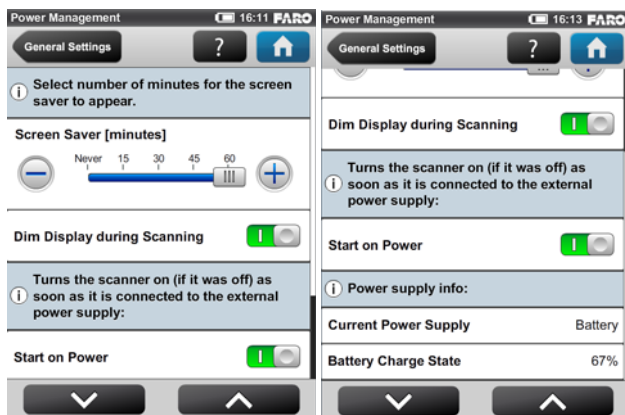 Power Management 16:11 FARO
General Settings ?
i Select number of minutes for the screen
saver to appear.
Screen Saver [minutes]
Never 15 30 45 60
Dim Display during Scanning
Turns the scanner on (if it was off) as
i soon as it is connected to the external
power supply:
Start on Power
Power Management 16:13 FARO
General Settings ?
Dim Display during Scanning
Turns the scanner on (if it was off) as
i soon as it is connected to the external
power supply:
Start on Power
i Power supply info:
Current Power Supply Battery
Battery Charge State 67%